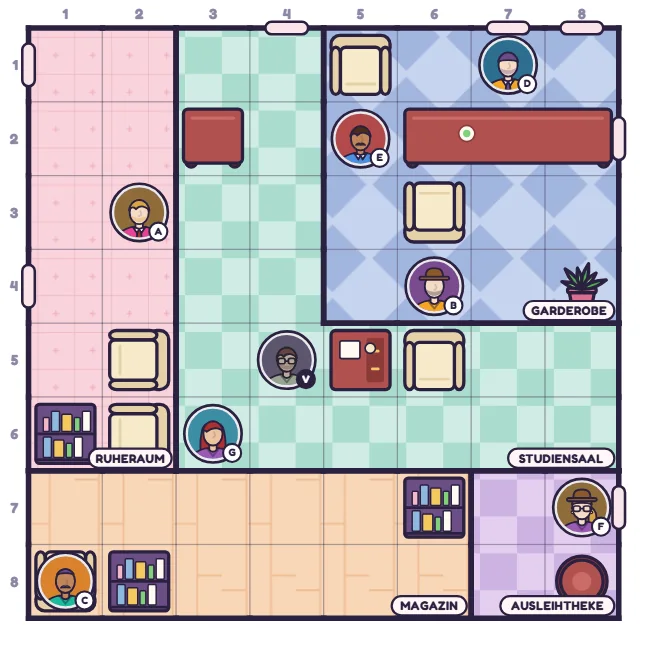 1 2 3 4 5 6 7 8
1
D
2
E
3
A
4
B
GARDEROBE
5
V
6
G
RUHERAUM
STUDIENSAAL
7
F
8
C
MAGAZIN
AUSLEIHTHEKE